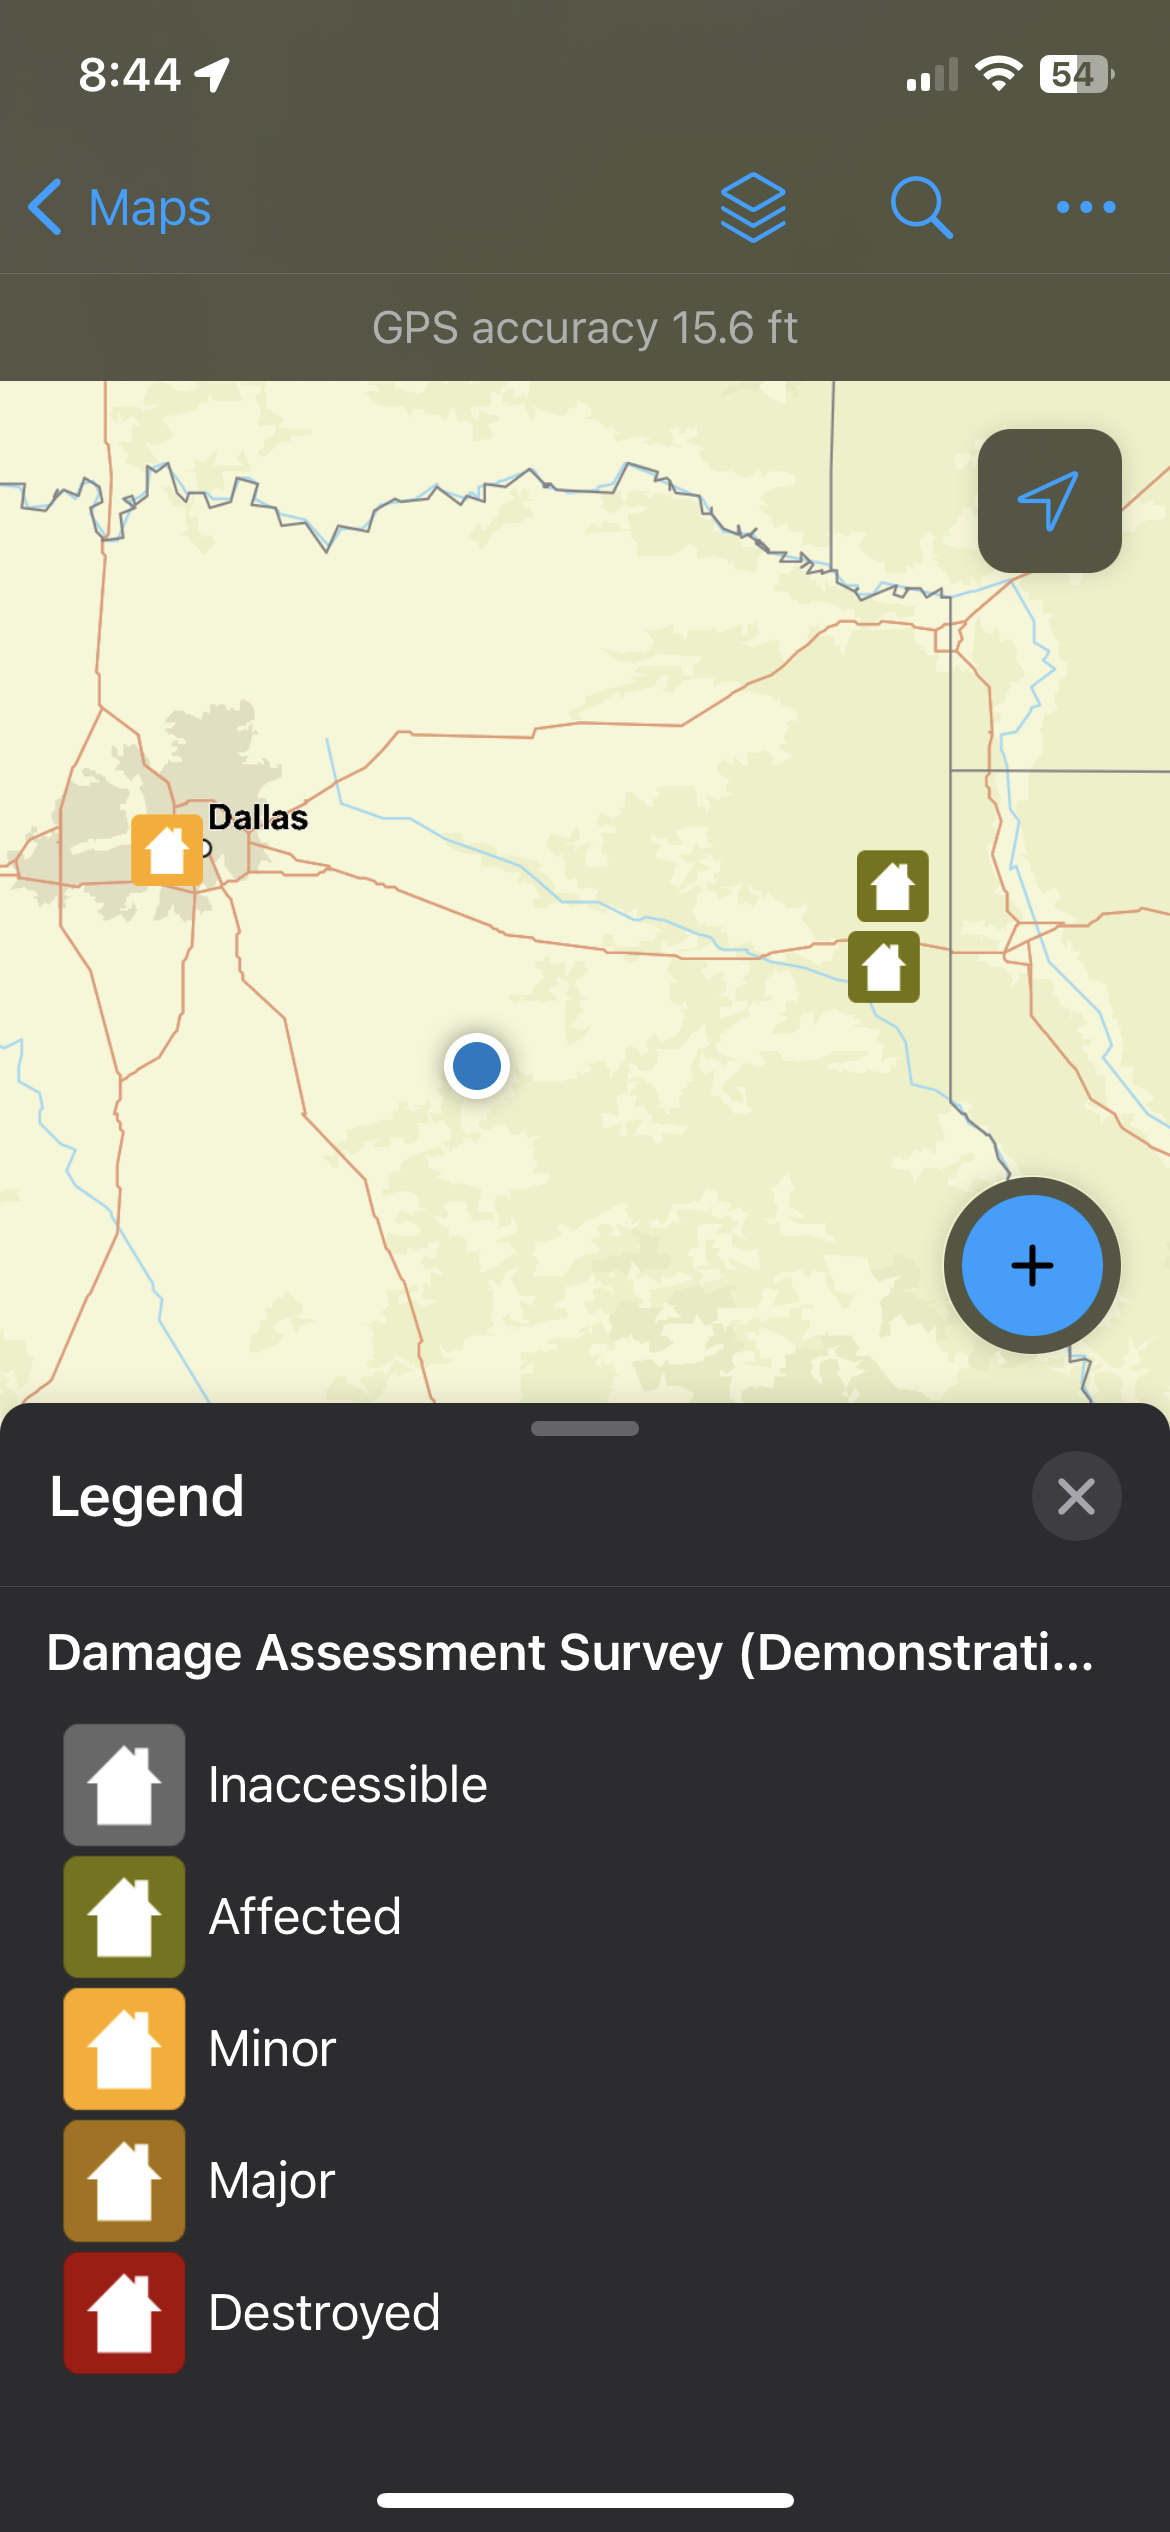 8:44
54
Maps
GPS accuracy 15.6 ft
Dallas
Legend
Damage Assessment Survey (Demonstrati...
Inaccessible
Affected
Minor
Major
Destroyed